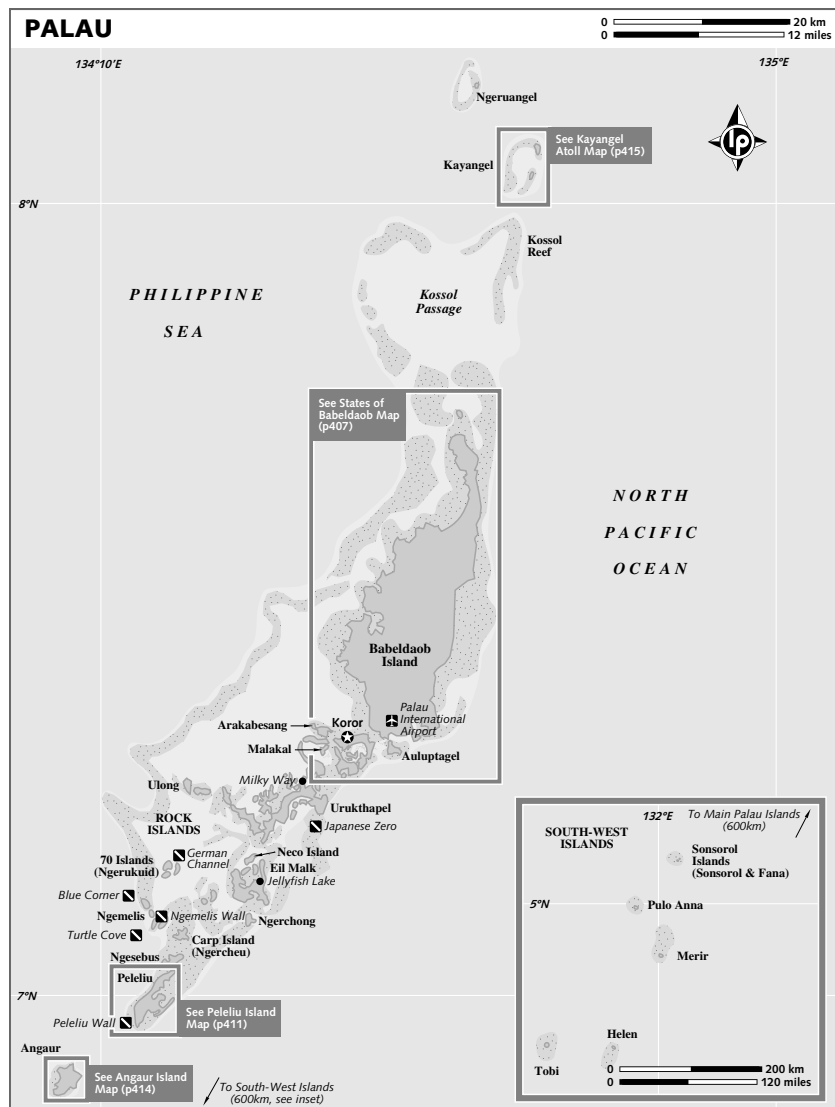 PALAU
0 20 km
0 12 miles
134°10'E
135°E
Ngeruangel
lp
See Kayangel
Atoll Map (p415)
Kayangel
8°N
Kossol
Reef
PHILIPPINE
SEA
Kossol
Passage
See States of
Babeldaob Map
(p407)
NORTH
PACIFIC
OCEAN
Babeldaob
Island
Palau
International
Airport
Arakabesang
Koror
Malakal
Auluptagel
Milky Way
Ulong
Urukthapel
ROCK
ISLANDS
Japanese Zero
Neco Island
German
Channel
70 Islands
(Ngerukuid)
Eil Malk
Jellyfish Lake
Blue Corner
Ngemelis
Ngemelis Wall
Ngerchong
Turtle Cove
Carp Island
(Ngercheu)
Ngesebus
Peleliu
7°N
Peleliu Wall
See Peleliu Island
Map (p411)
Angaur
See Angaur Island
Map (p414)
To South-West Islands
(600km, see inset)
132°E
To Main Palau Islands
(600km)
SOUTH-WEST
ISLANDS
Sonsorol
Islands
(Sonsorol & Fana)
5°N
Pulo Anna
Merir
Helen
Tobi
0 200 km
0 120 miles